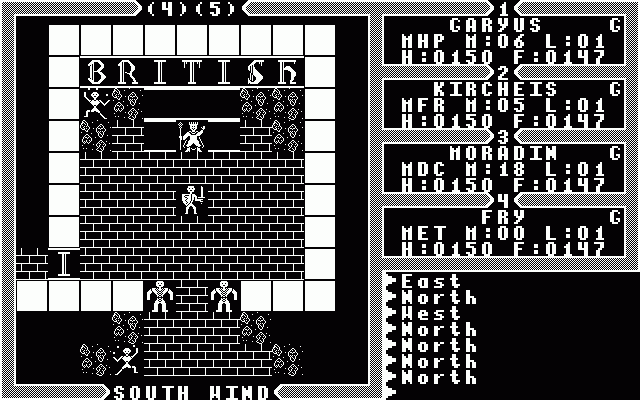 (4)(5)
BRITISH
I
SOUTH WIND
1
GARYUS G
MHP M:06 L:01
H:0150 F:0147
2
KIRCHEIS G
MFR M:05 L:01
H:0150 F:0147
3
MORADIN G
MDC M:18 L:01
H:0150 F:0147
4
FRY G
MET M:00 L:01
H:0150 F:0147
East
North
West
North
North
North
North